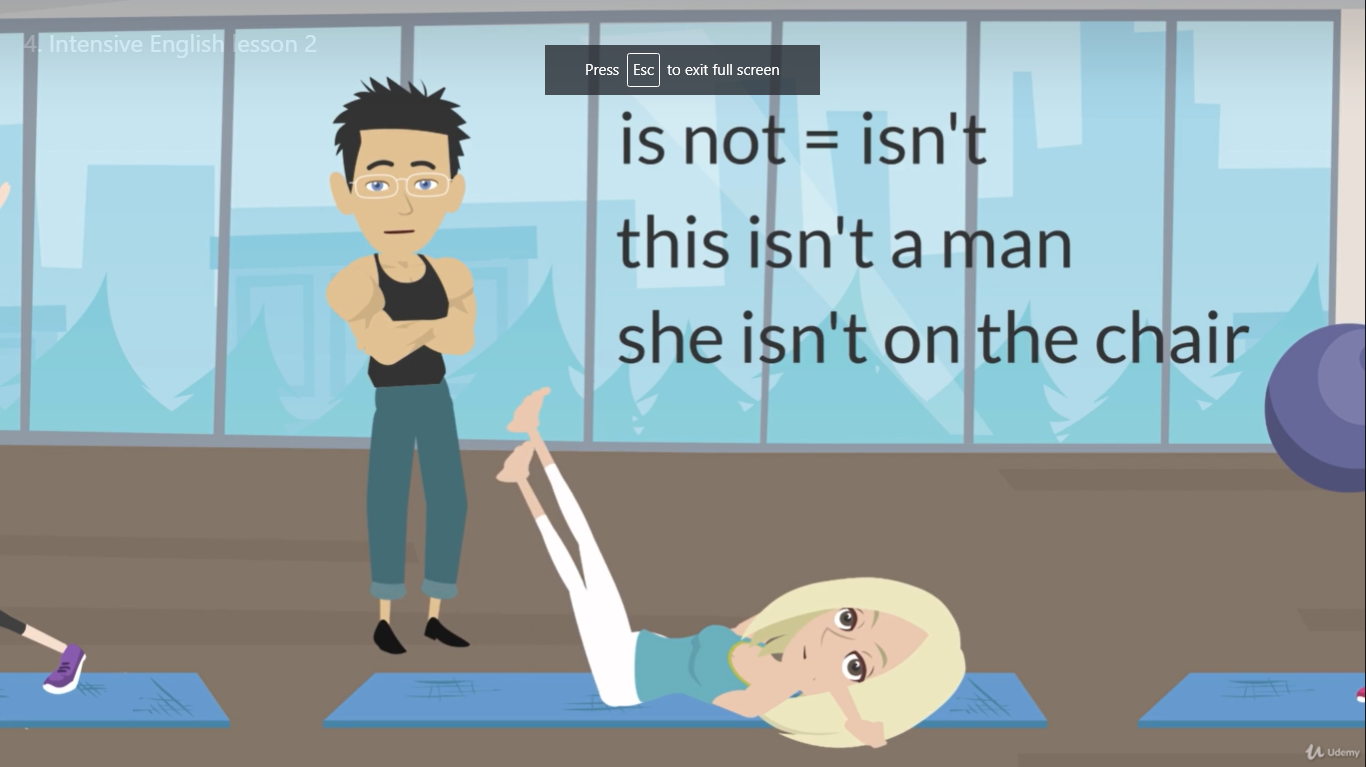 4. Intensive English lesson 2
Press Esc to exit full screen
is not = isn't
this isn't a man
she isn't on the chair
Udemy